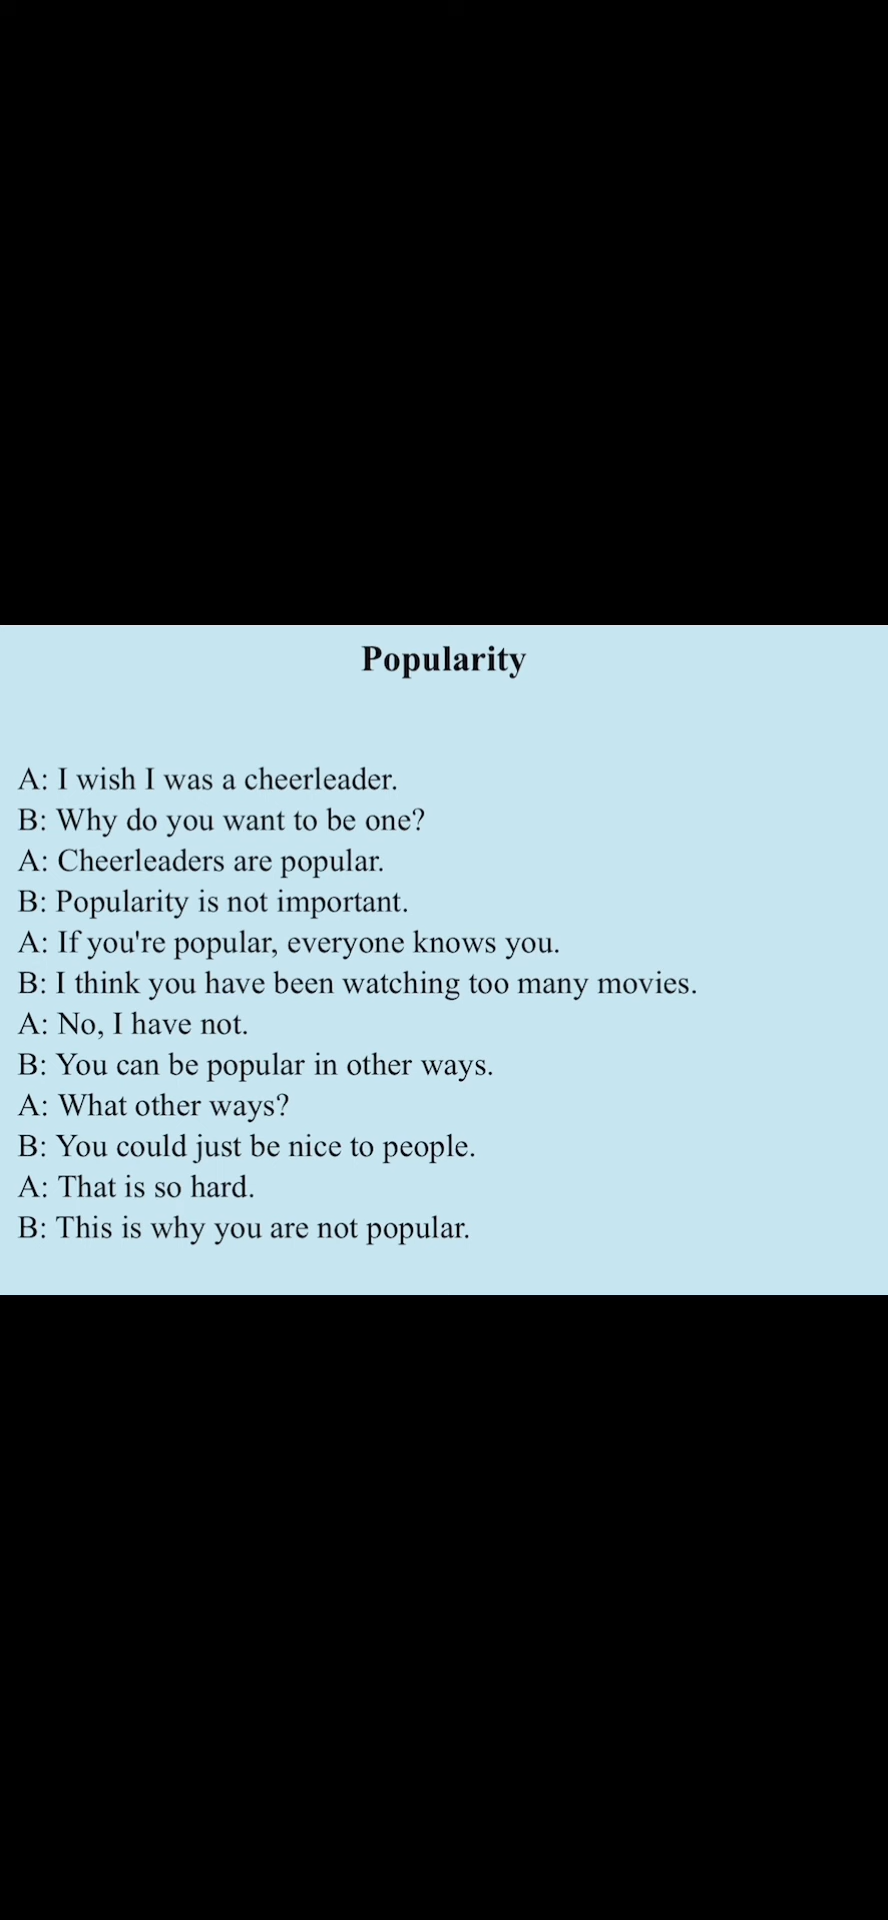 Popularity
A: I wish I was a cheerleader.
B: Why do you want to be one?
A: Cheerleaders are popular.
B: Popularity is not important.
A: If you're popular, everyone knows you.
B: I think you have been watching too many movies.
A: No, I have not.
B: You can be popular in other ways.
A: What other ways?
B: You could just be nice to people.
A: That is so hard.
B: This is why you are not popular.